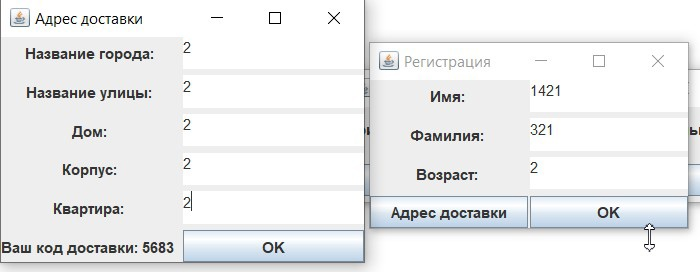 Адрес доставки
Название города: 2
Название улицы: 2
Дом: 2
Корпус: 2
Квартира: 2
Ваш код доставки: 5683 OK
Регистрация
Имя: 1421
Фамилия: 321
Возраст: 2
Адрес доставки OK